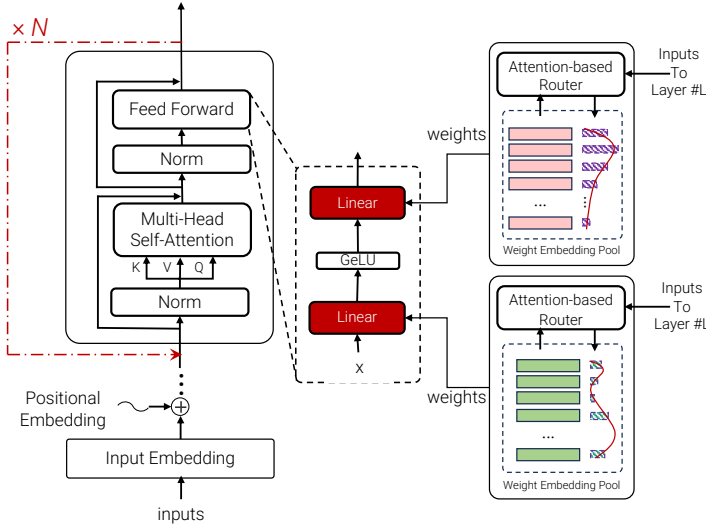 × N
Feed Forward
Norm
Multi-Head
Self-Attention
K
V
Q
Norm
Positional
Embedding
Input Embedding
inputs
Linear
GeLU
Linear
x
weights
weights
Attention-based
Router
Inputs
To
Layer #L
...
...
Weight Embedding Pool
Attention-based
Router
Inputs
To
Layer #L
...
Weight Embedding Pool